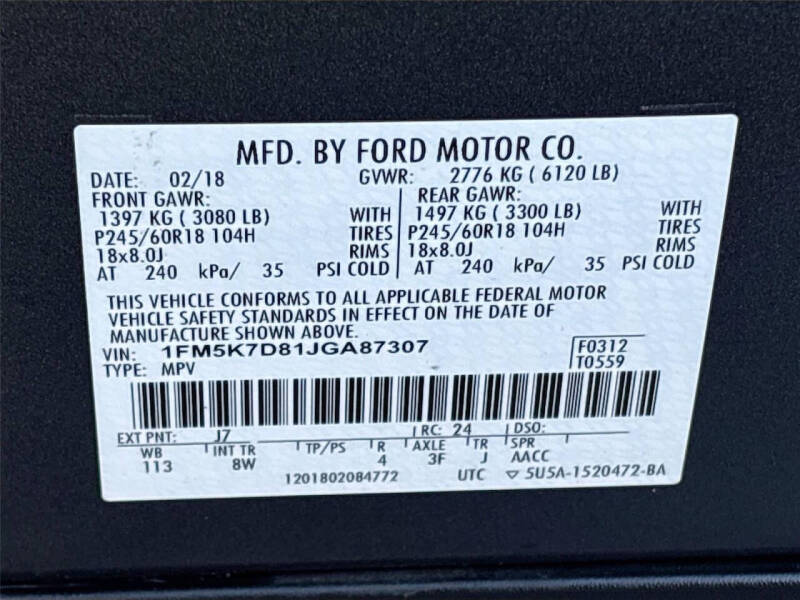 MFD. BY FORD MOTOR CO.
DATE: 02/18 GVWR: 2776 KG ( 6120 LB)
FRONT GAWR: REAR GAWR:
1397 KG ( 3080 LB) WITH 1497 KG ( 3300 LB) WITH
P245/60R18 104H TIRES P245/60R18 104H TIRES
18x8.0J RIMS 18x8.0J RIMS
AT 240 kPa/ 35 PSI COLD AT 240 kPa/ 35 PSI COLD
THIS VEHICLE CONFORMS TO ALL APPLICABLE FEDERAL MOTOR
VEHICLE SAFETY STANDARDS IN EFFECT ON THE DATE OF
MANUFACTURE SHOWN ABOVE.
VIN: 1FM5K7D81JGA87307 F0312
TYPE: MPV T0559
EXT PNT: J7 RC: 24 DSO:
WB INT TR TP/PS R AXLE TR SPR
113 8W 4 3F J AACC
1201802084772 UTC ▽ 5U5A-1520472-BA